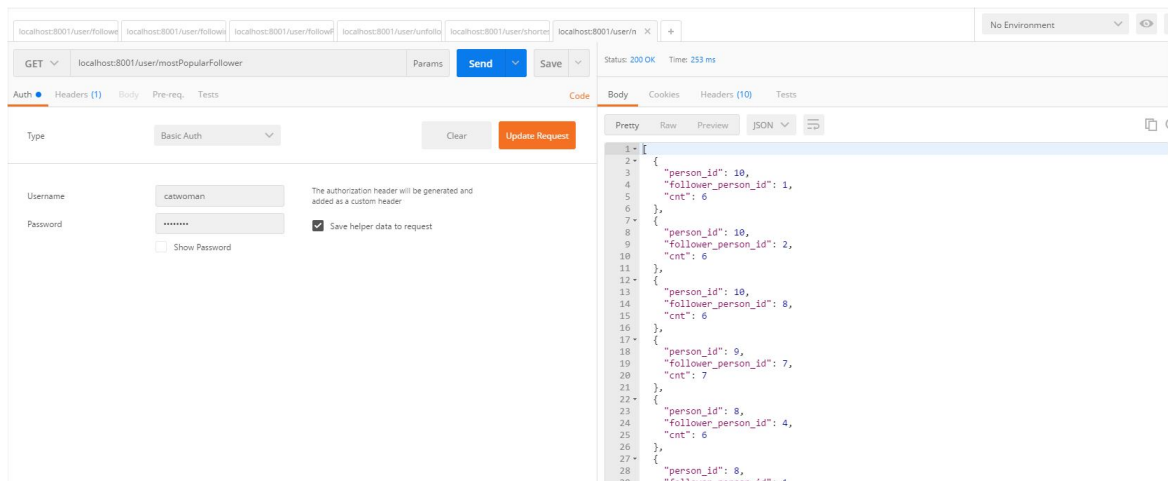 localhost:8001/user/followe localhost:8001/user/followi localhost:8001/user/followF localhost:8001/user/unfollo localhost:8001/user/shortes localhost:8001/user/n × +
No Environment
GET localhost:8001/user/mostPopularFollower Params Send Save
Status: 200 OK Time: 253 ms
Auth Headers (1) Body Pre-req. Tests Code
Body Cookies Headers (10) Tests
Type Basic Auth Clear Update Request
Pretty Raw Preview JSON
Username catwoman The authorization header will be generated and
added as a custom header
Password •••••••• Save helper data to request
Show Password
1 [
2 {
3 "person_id": 10,
4 "follower_person_id": 1,
5 "cnt": 6
6 },
7 {
8 "person_id": 10,
9 "follower_person_id": 2,
10 "cnt": 6
11 },
12 {
13 "person_id": 10,
14 "follower_person_id": 8,
15 "cnt": 6
16 },
17 {
18 "person_id": 9,
19 "follower_person_id": 7,
20 "cnt": 7
21 },
22 {
23 "person_id": 8,
24 "follower_person_id": 4,
25 "cnt": 6
26 },
27 {
28 "person_id": 8,